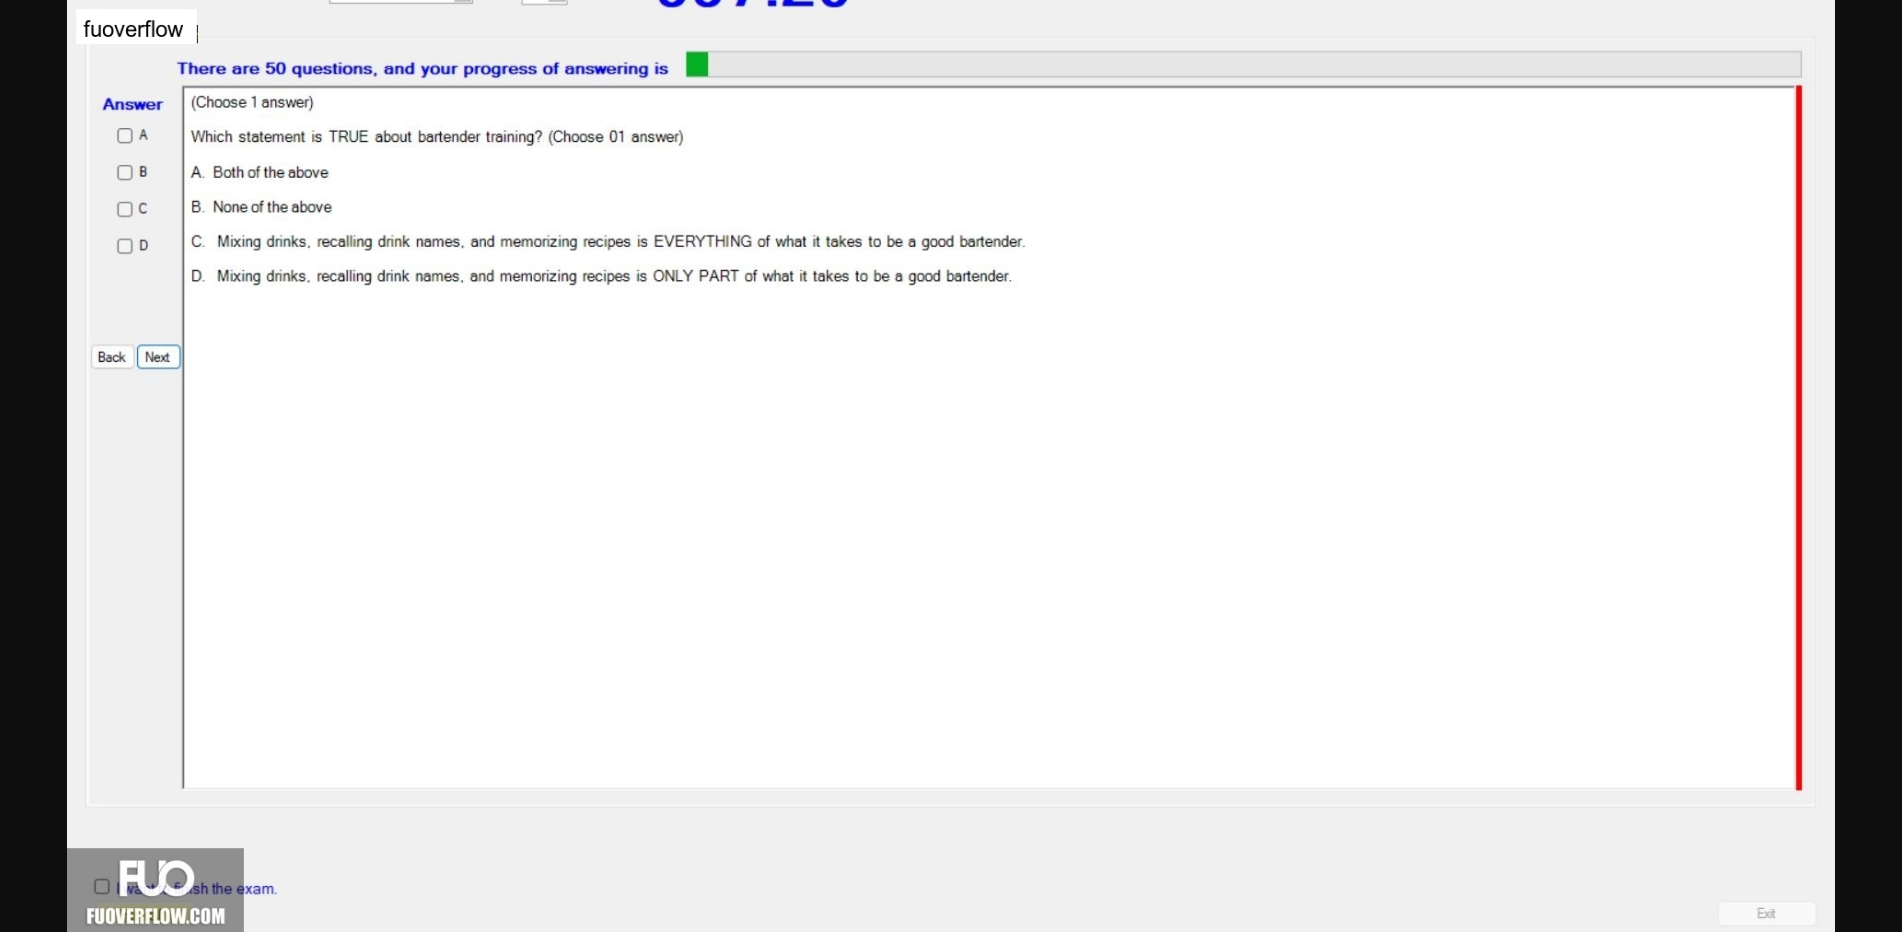 fuoverflow
There are 50 questions, and your progress of answering is
Answer
(Choose 1 answer)
A
Which statement is TRUE about bartender training? (Choose 01 answer)
B
A. Both of the above
C
B. None of the above
D
C. Mixing drinks, recalling drink names, and memorizing recipes is EVERYTHING of what it takes to be a good bartender.
D. Mixing drinks, recalling drink names, and memorizing recipes is ONLY PART of what it takes to be a good bartender.
Back Next
FUO
I want finish the exam.
FUOVERFLOW.COM
Exit